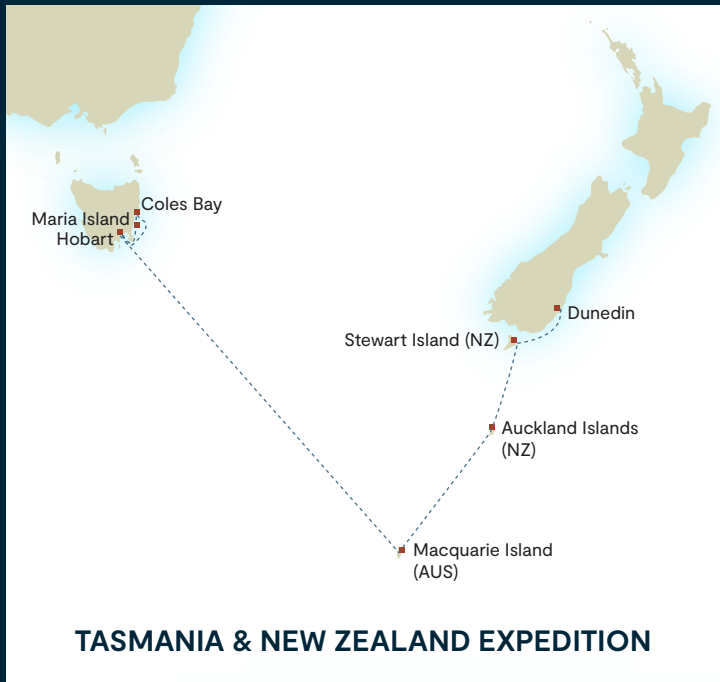 Coles Bay
Maria Island
Hobart
Dunedin
Stewart Island (NZ)
Auckland Islands
(NZ)
Macquarie Island
(AUS)
TASMANIA & NEW ZEALAND EXPEDITION